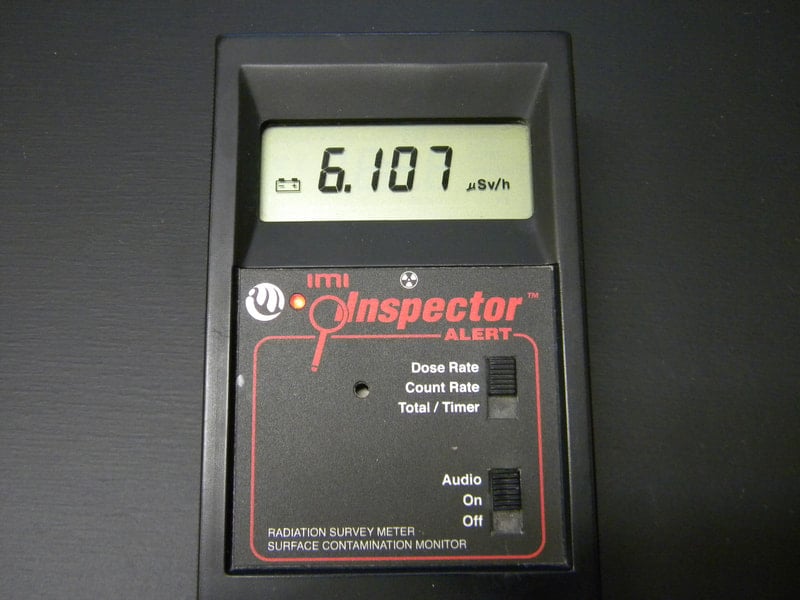 6.107 µSv/h
imi
Inspector™
ALERT
Dose Rate
Count Rate
Total / Timer
Audio
On
Off
RADIATION SURVEY METER
SURFACE CONTAMINATION MONITOR